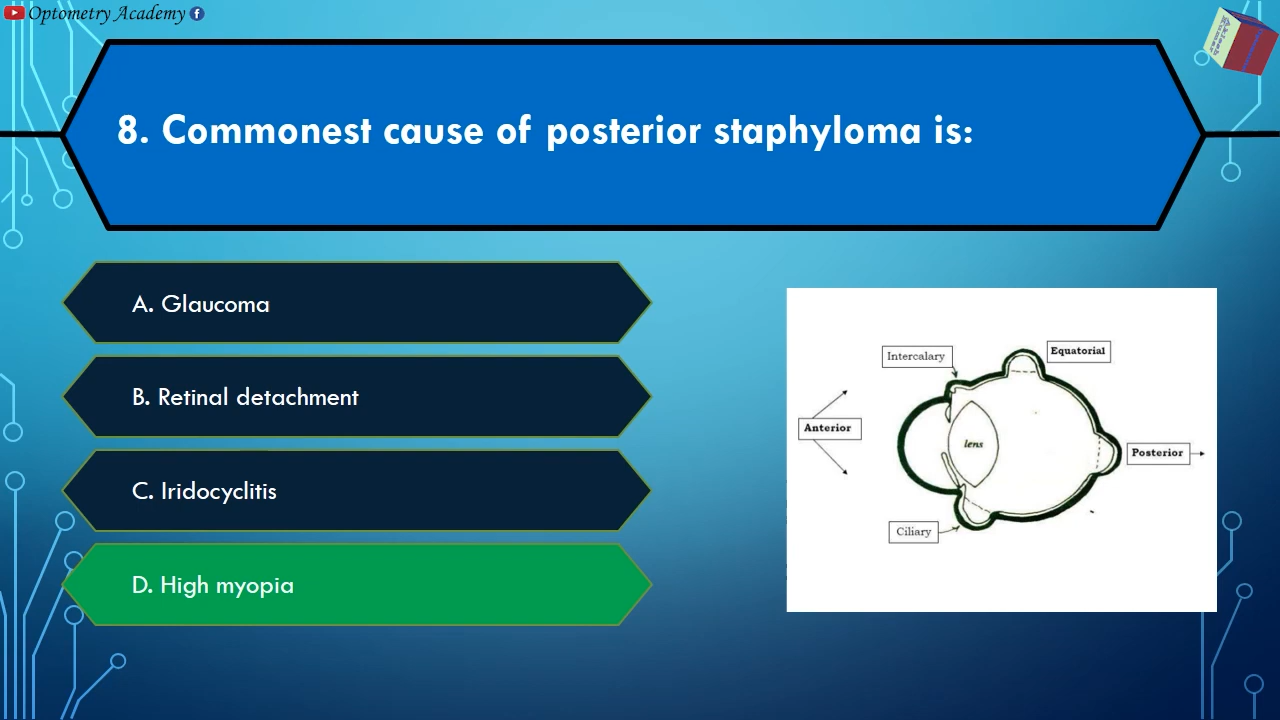 Optometry Academy
8. Commonest cause of posterior staphyloma is:
A. Glaucoma
B. Retinal detachment
C. Iridocyclitis
D. High myopia
Intercalary
Equatorial
Anterior
lens
Posterior
Ciliary